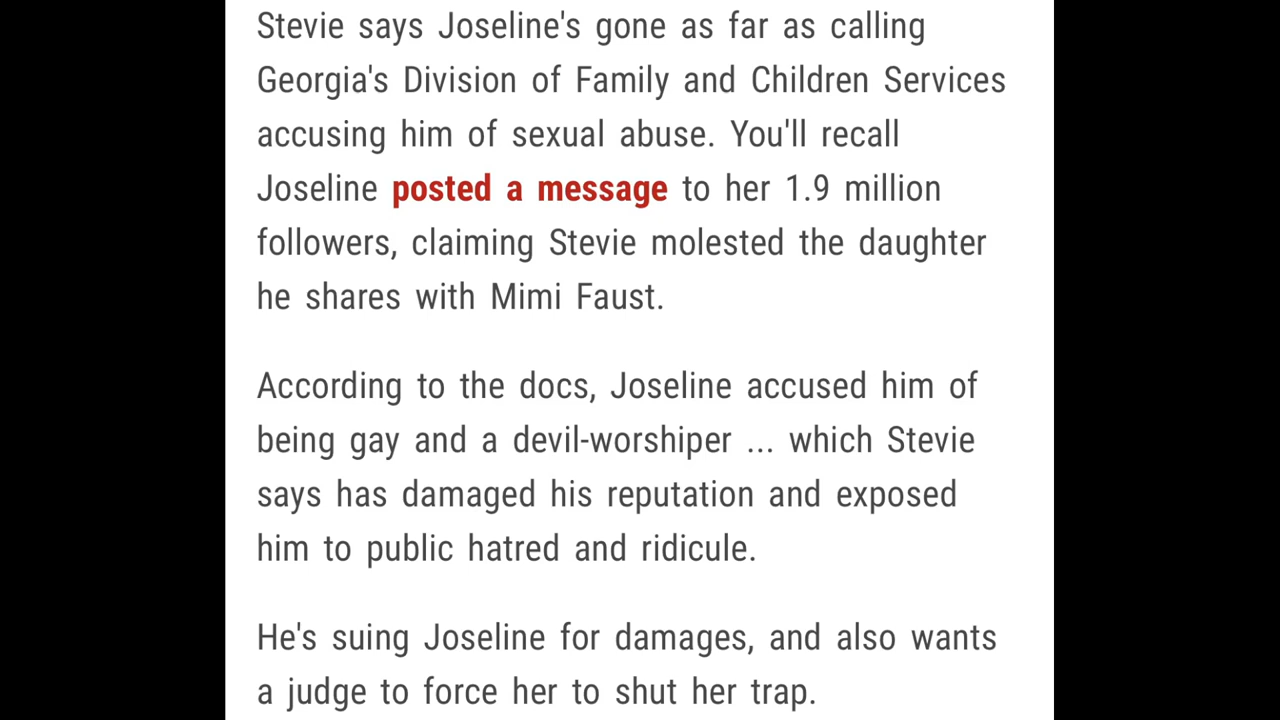 Stevie says Joseline's gone as far as calling
Georgia's Division of Family and Children Services
accusing him of sexual abuse. You'll recall
Joseline posted a message to her 1.9 million
followers, claiming Stevie molested the daughter
he shares with Mimi Faust.
According to the docs, Joseline accused him of
being gay and a devil-worshiper ... which Stevie
says has damaged his reputation and exposed
him to public hatred and ridicule.
He's suing Joseline for damages, and also wants
a judge to force her to shut her trap.